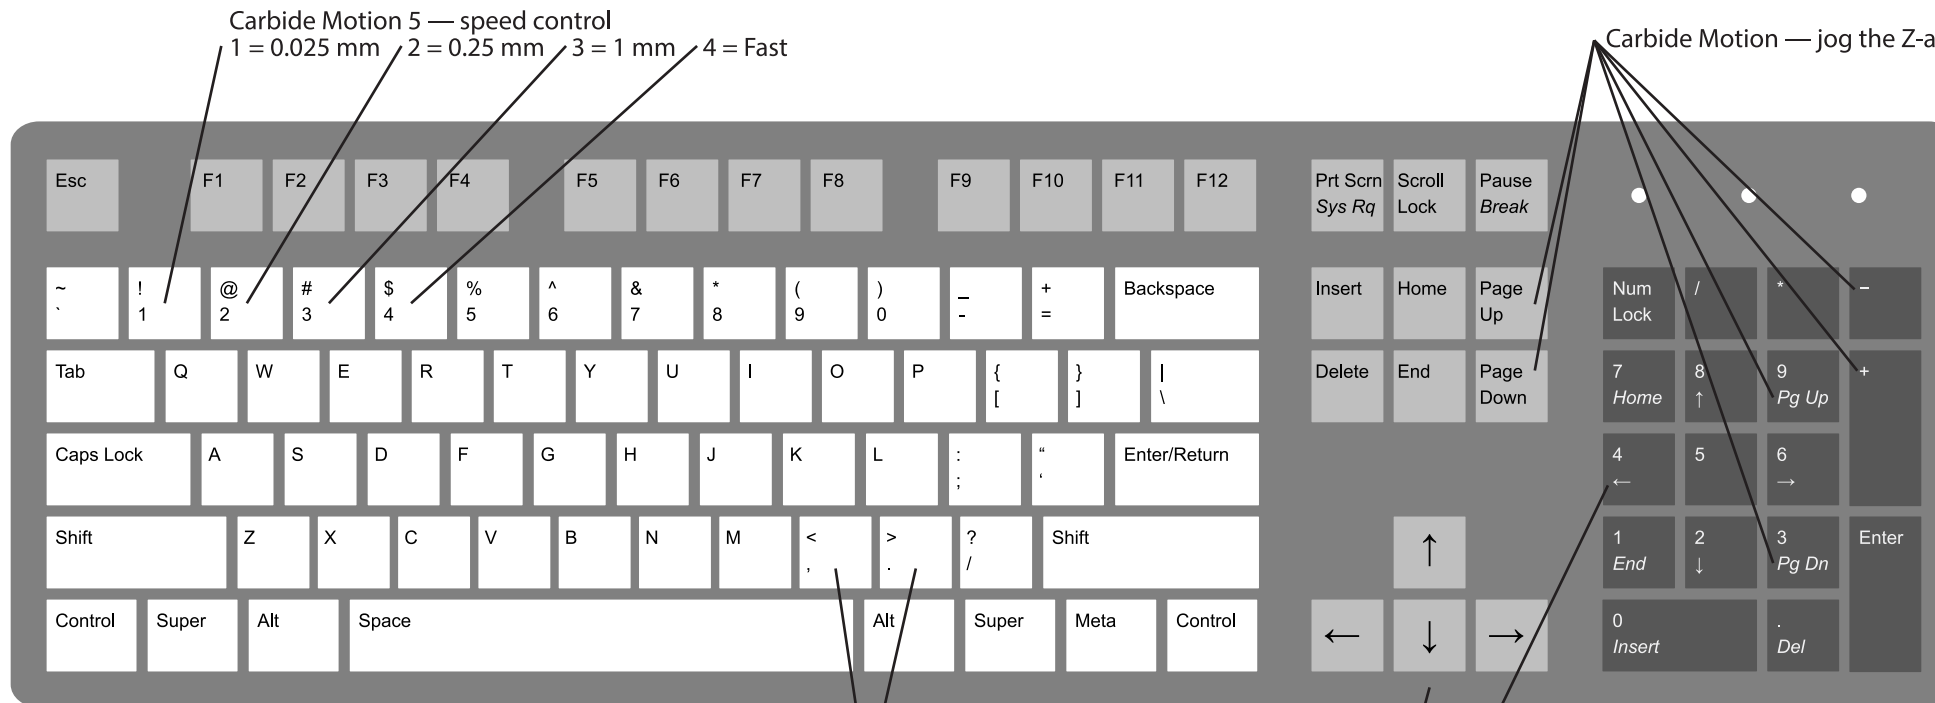 Carbide Motion 5 — speed control
1 = 0.025 mm 2 = 0.25 mm 3 = 1 mm 4 = Fast
Carbide Motion — jog the Z-a
Esc F1 F2 F3 F4 F5 F6 F7 F8 F9 F10 F11 F12 Prt Scrn Scroll Pause
Sys Rq Lock Break
~ ! @ # $ % ^ & * ( ) _ + Backspace Insert Home Page Num / * –
` 1 2 3 4 5 6 7 8 9 0 - = Up Lock
Tab Q W E R T Y U I O P { } | Delete End Page 7 8 9 +
[ ] \ Down Home ↑ Pg Up
Caps Lock A S D F G H J K L : “ Enter/Return 4 5 6
; ‘ ← →
Shift Z X C V B N M < > ? Shift ↑ 1 2 3 Enter
, . / End ↓ Pg Dn
Control Super Alt Space Alt Super Meta Control ← ↓ → 0 .
Insert Del